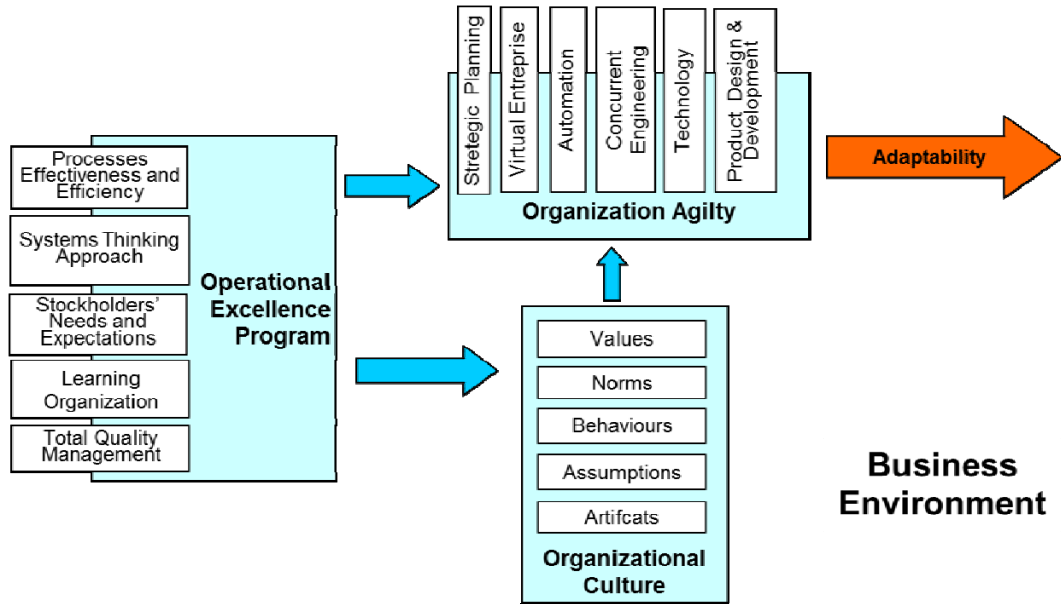 Stretegic Planning
Virtual Entreprise
Automation
Concurrent
Engineering
Technology
Product Design &
Development
Organization Agilty
Adaptability
Processes
Effectiveness and
Efficiency
Systems Thinking
Approach
Stockholders'
Needs and
Expectations
Learning
Organization
Total Quality
Management
Operational
Excellence
Program
Values
Norms
Behaviours
Assumptions
Artifcats
Organizational
Culture
Business
Environment